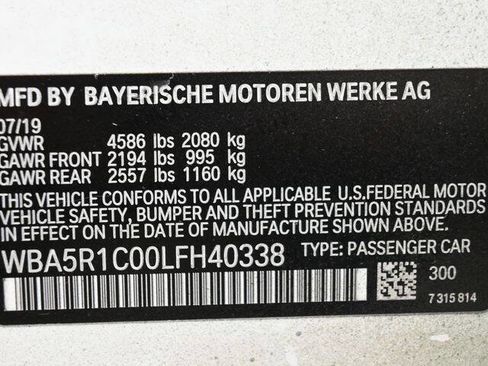 MFD BY BAYERISCHE MOTOREN WERKE AG
07/19
GVWR 4586 lbs 2080 kg
GAWR FRONT 2194 lbs 995 kg
GAWR REAR 2557 lbs 1160 kg
THIS VEHICLE CONFORMS TO ALL APPLICABLE U.S.FEDERAL MOTOR
VEHICLE SAFETY, BUMPER AND THEFT PREVENTION
STANDARDS IN EFFECT ON THE DATE OF MANUFACTURE SHOWN ABOVE.
WBA5R1C00LFH40338 TYPE: PASSENGER CAR
300
7 315 814